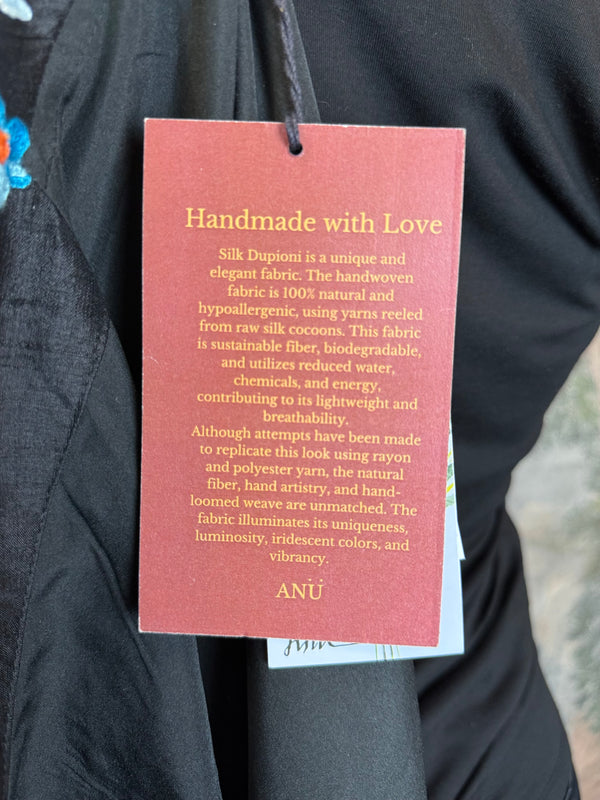 Handmade with Love
Silk Dupioni is a unique and
elegant fabric. The handwoven
fabric is 100% natural and
hypoallergenic, using yarns reeled
from raw silk cocoons. This fabric
is sustainable fiber, biodegradable,
and utilizes reduced water,
chemicals, and energy,
contributing to its lightweight and
breathability.
Although attempts have been made
to replicate this look using rayon
and polyester yarn, the natural
fiber, hand artistry, and hand-
loomed weave are unmatched. The
fabric illuminates its uniqueness,
luminosity, iridescent colors, and
vibrancy.
ANU̇